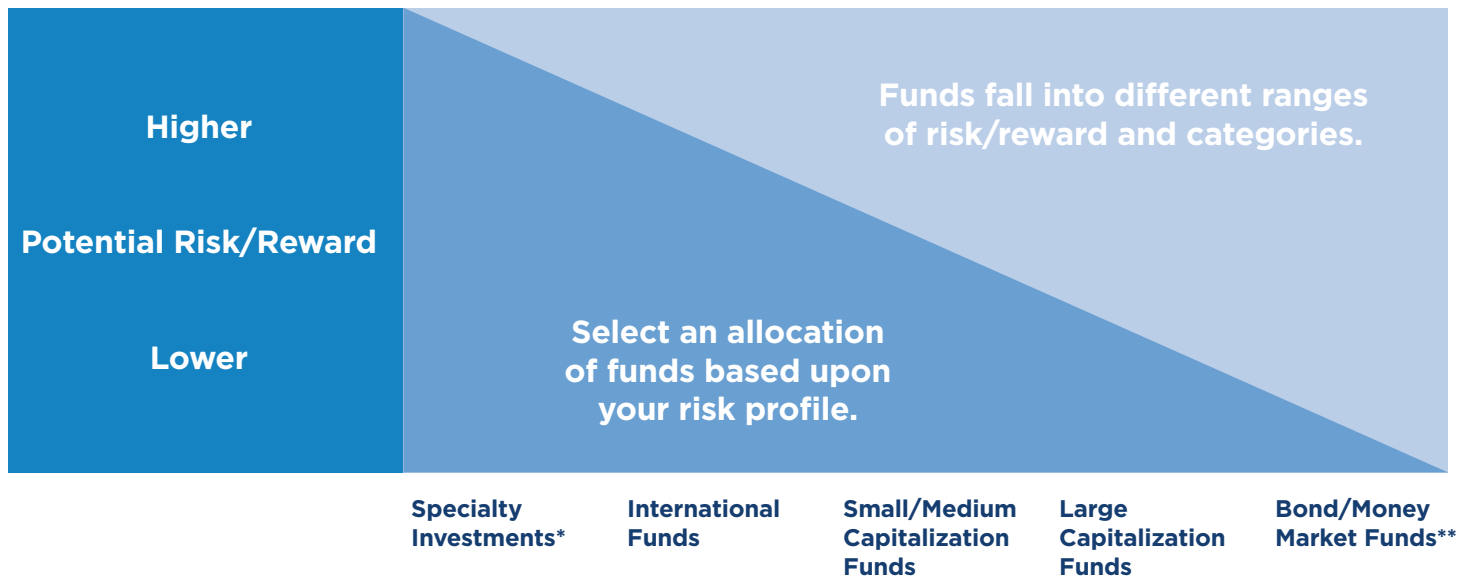 Higher
Potential Risk/Reward
Lower
Funds fall into different ranges
of risk/reward and categories.
Select an allocation
of funds based upon
your risk profile.
Specialty
Investments*
International
Funds
Small/Medium
Capitalization
Funds
Large
Capitalization
Funds
Bond/Money
Market Funds**